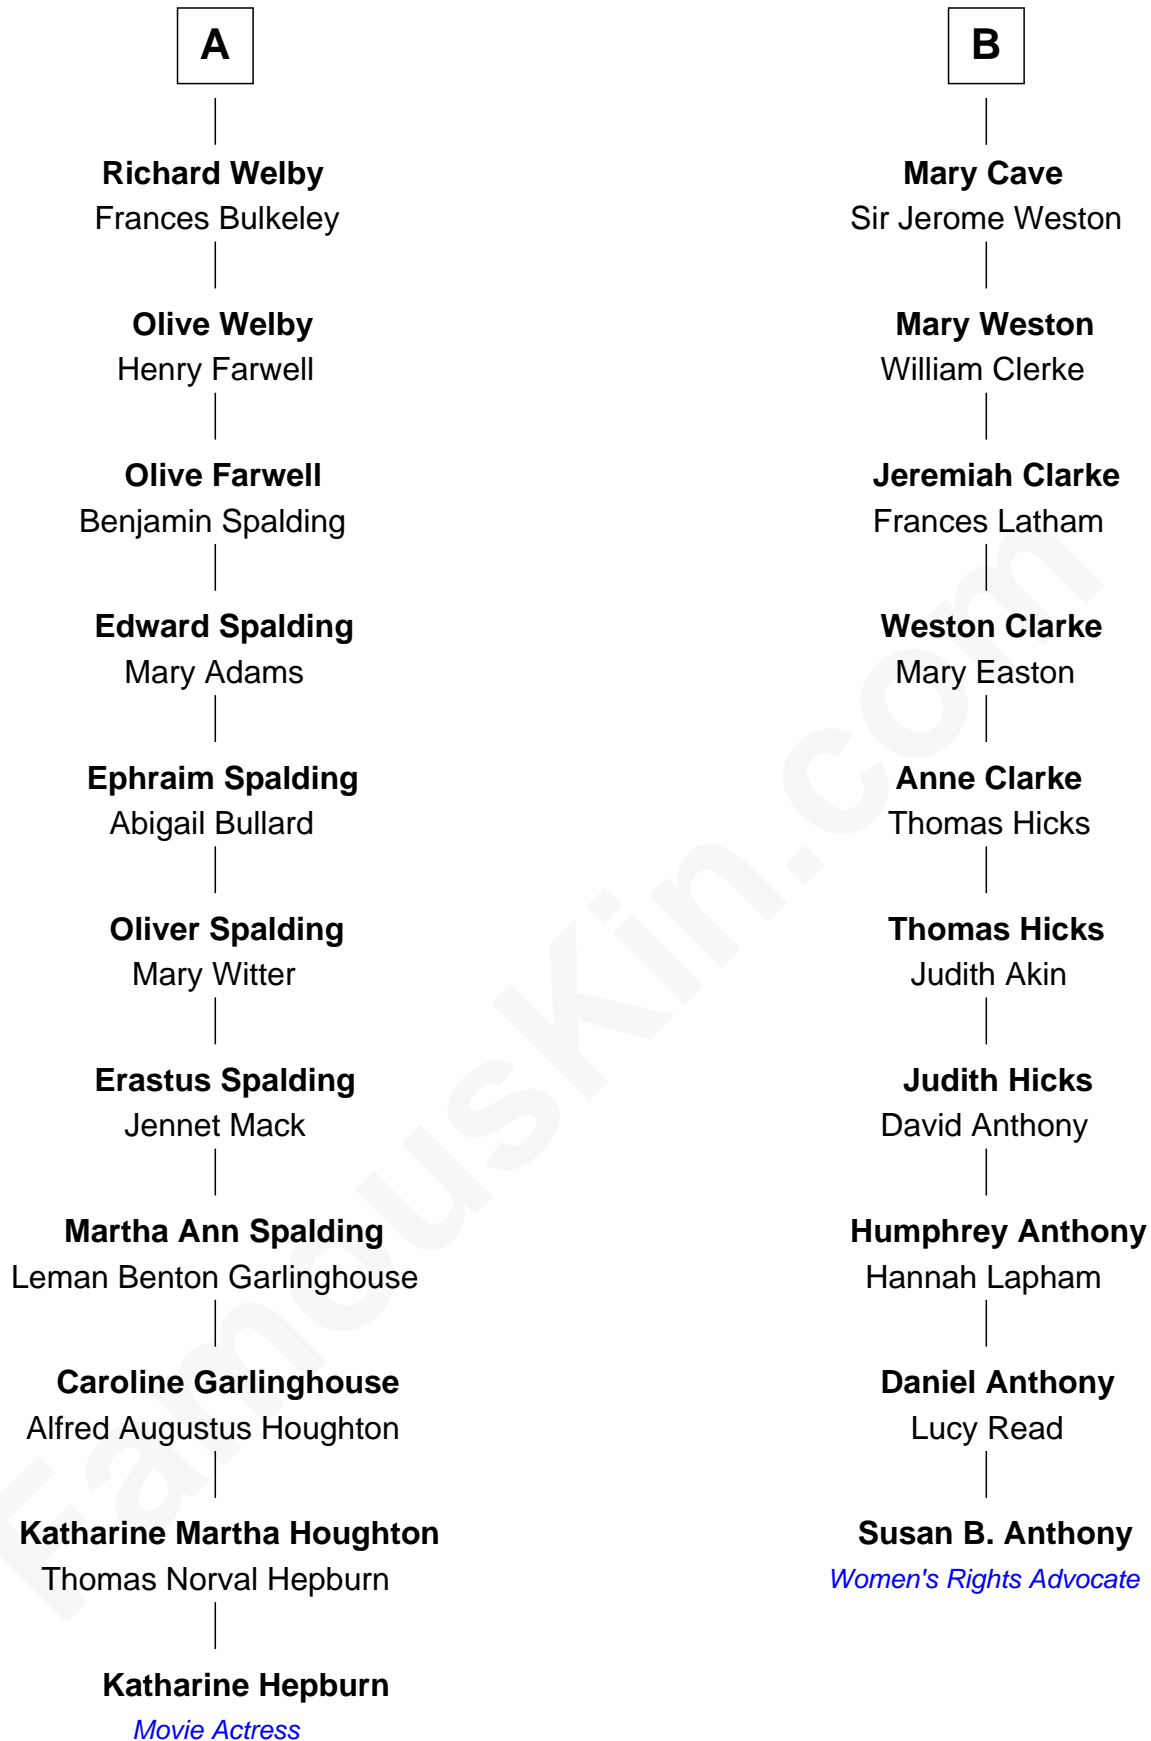 A
Richard Welby
Frances Bulkeley
Olive Welby
Henry Farwell
Olive Farwell
Benjamin Spalding
Edward Spalding
Mary Adams
Ephraim Spalding
Abigail Bullard
Oliver Spalding
Mary Witter
Erastus Spalding
Jennet Mack
Martha Ann Spalding
Leman Benton Garlinghouse
Caroline Garlinghouse
Alfred Augustus Houghton
Katharine Martha Houghton
Thomas Norval Hepburn
Katharine Hepburn
Movie Actress
B
Mary Cave
Sir Jerome Weston
Mary Weston
William Clerke
Jeremiah Clarke
Frances Latham
Weston Clarke
Mary Easton
Anne Clarke
Thomas Hicks
Thomas Hicks
Judith Akin
Judith Hicks
David Anthony
Humphrey Anthony
Hannah Lapham
Daniel Anthony
Lucy Read
Susan B. Anthony
Women's Rights Advocate
FamousKin.com